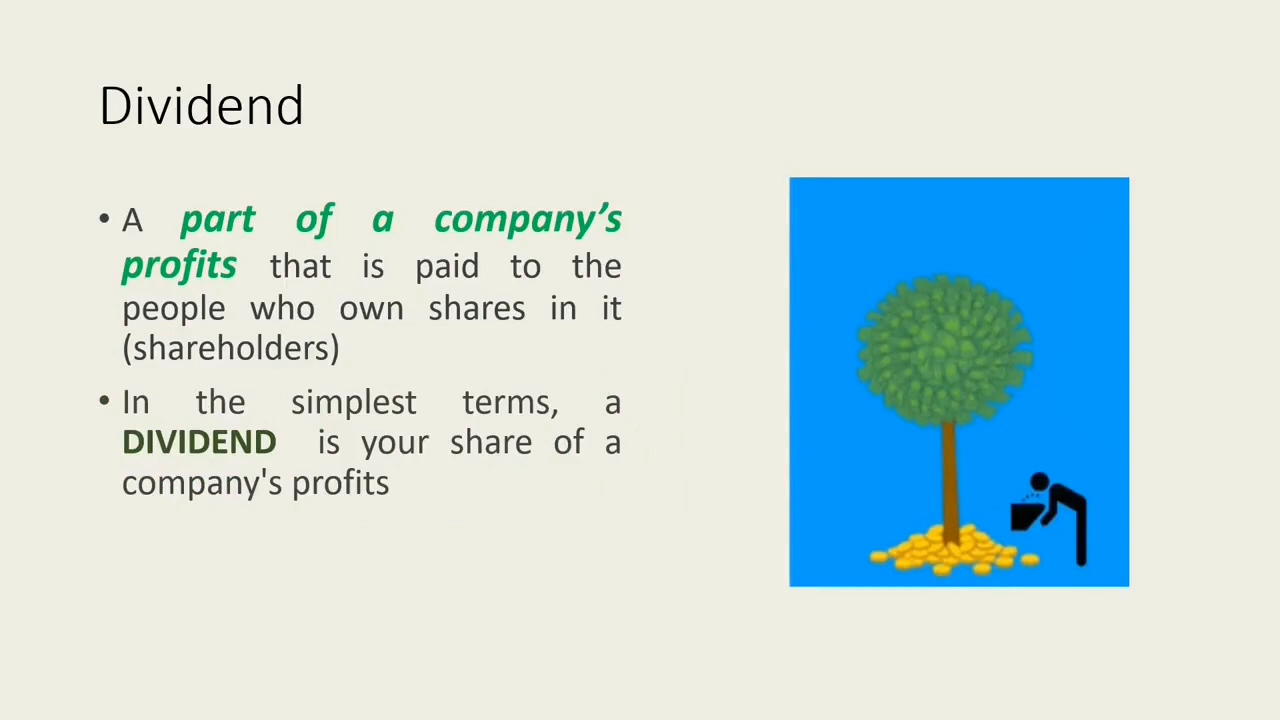 Dividend
• A part of a company’s
profits that is paid to the
people who own shares in it
(shareholders)
• In the simplest terms, a
DIVIDEND is your share of a
company's profits